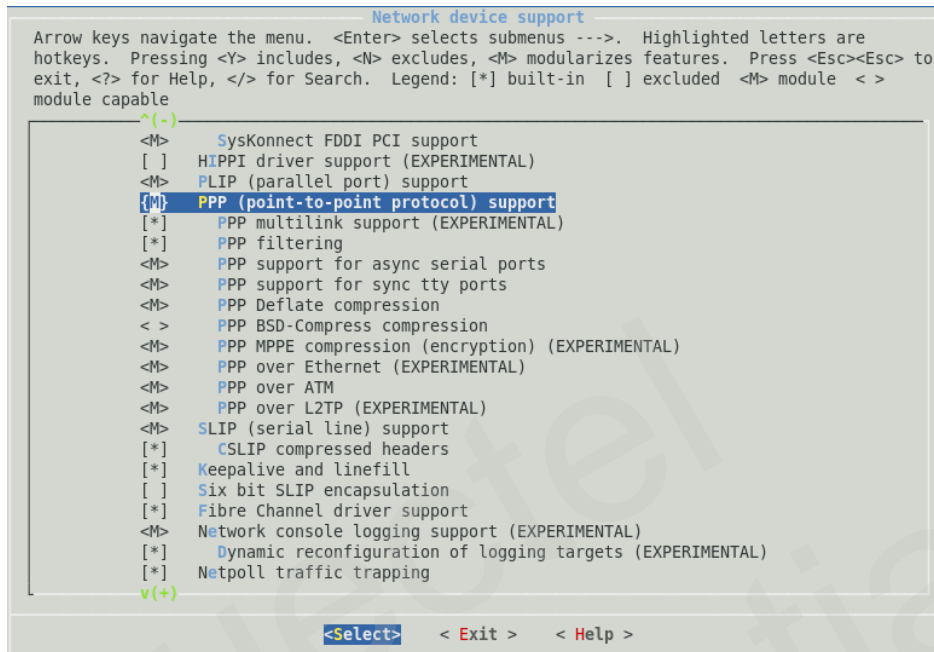 Network device support
Arrow keys navigate the menu.  <Enter> selects submenus --->.  Highlighted letters are
hotkeys.  Pressing <Y> includes, <N> excludes, <M> modularizes features.  Press <Esc><Esc> to
exit, <?> for Help, </> for Search.  Legend: [*] built-in  [ ] excluded  <M> module  < >
module capable
^(-)
<M>     SysKonnect FDDI PCI support
[ ]   HIPPI driver support (EXPERIMENTAL)
<M>   PLIP (parallel port) support
{M}   PPP (point-to-point protocol) support
[*]     PPP multilink support (EXPERIMENTAL)
[*]     PPP filtering
<M>     PPP support for async serial ports
<M>     PPP support for sync tty ports
<M>     PPP Deflate compression
< >     PPP BSD-Compress compression
<M>     PPP MPPE compression (encryption) (EXPERIMENTAL)
<M>     PPP over Ethernet (EXPERIMENTAL)
<M>     PPP over ATM
<M>     PPP over L2TP (EXPERIMENTAL)
<M>   SLIP (serial line) support
[*]     CSLIP compressed headers
[*]   Keepalive and linefill
[ ]   Six bit SLIP encapsulation
[*]   Fibre Channel driver support
<M>   Network console logging support (EXPERIMENTAL)
[*]     Dynamic reconfiguration of logging targets (EXPERIMENTAL)
[*]   Netpoll traffic trapping
v(+)
<Select>    < Exit >    < Help >